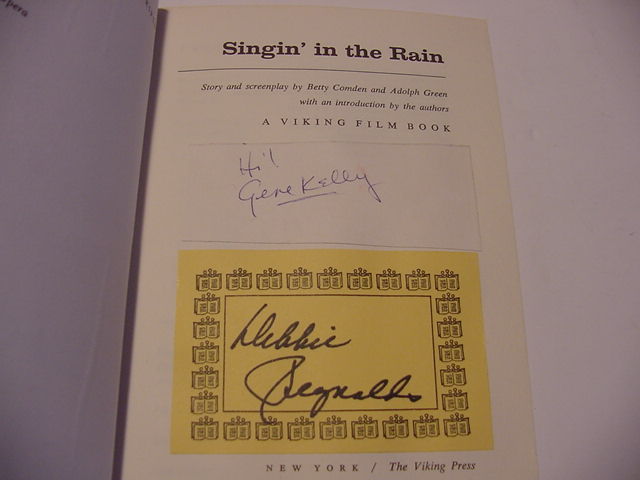 Singin' in the Rain
Story and screenplay by Betty Comden and Adolph Green
with an introduction by the authors
A VIKING FILM BOOK
Hi!
Gene Kelly
Debbie
Reynolds
NEW YORK / The Viking Press